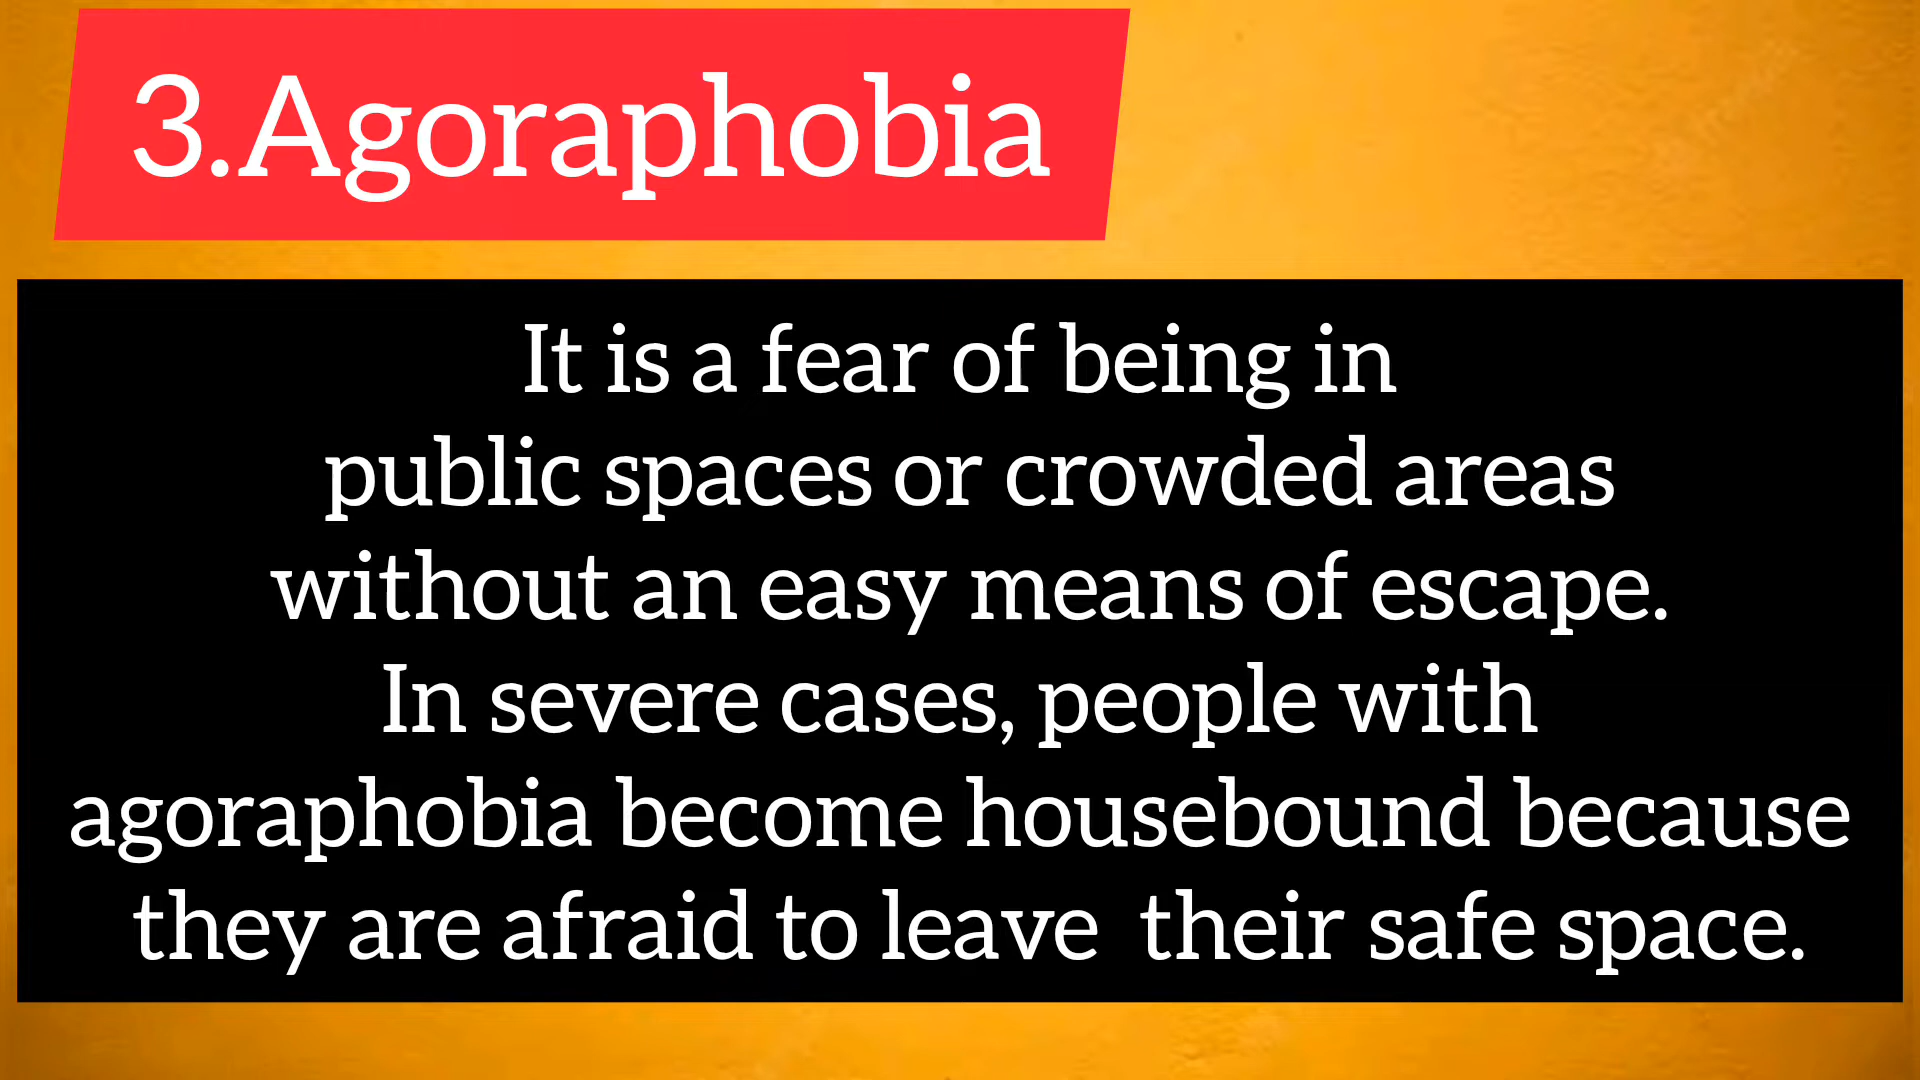 3.Agoraphobia
It is a fear of being in
public spaces or crowded areas
without an easy means of escape.
In severe cases, people with
agoraphobia become housebound because
they are afraid to leave  their safe space.